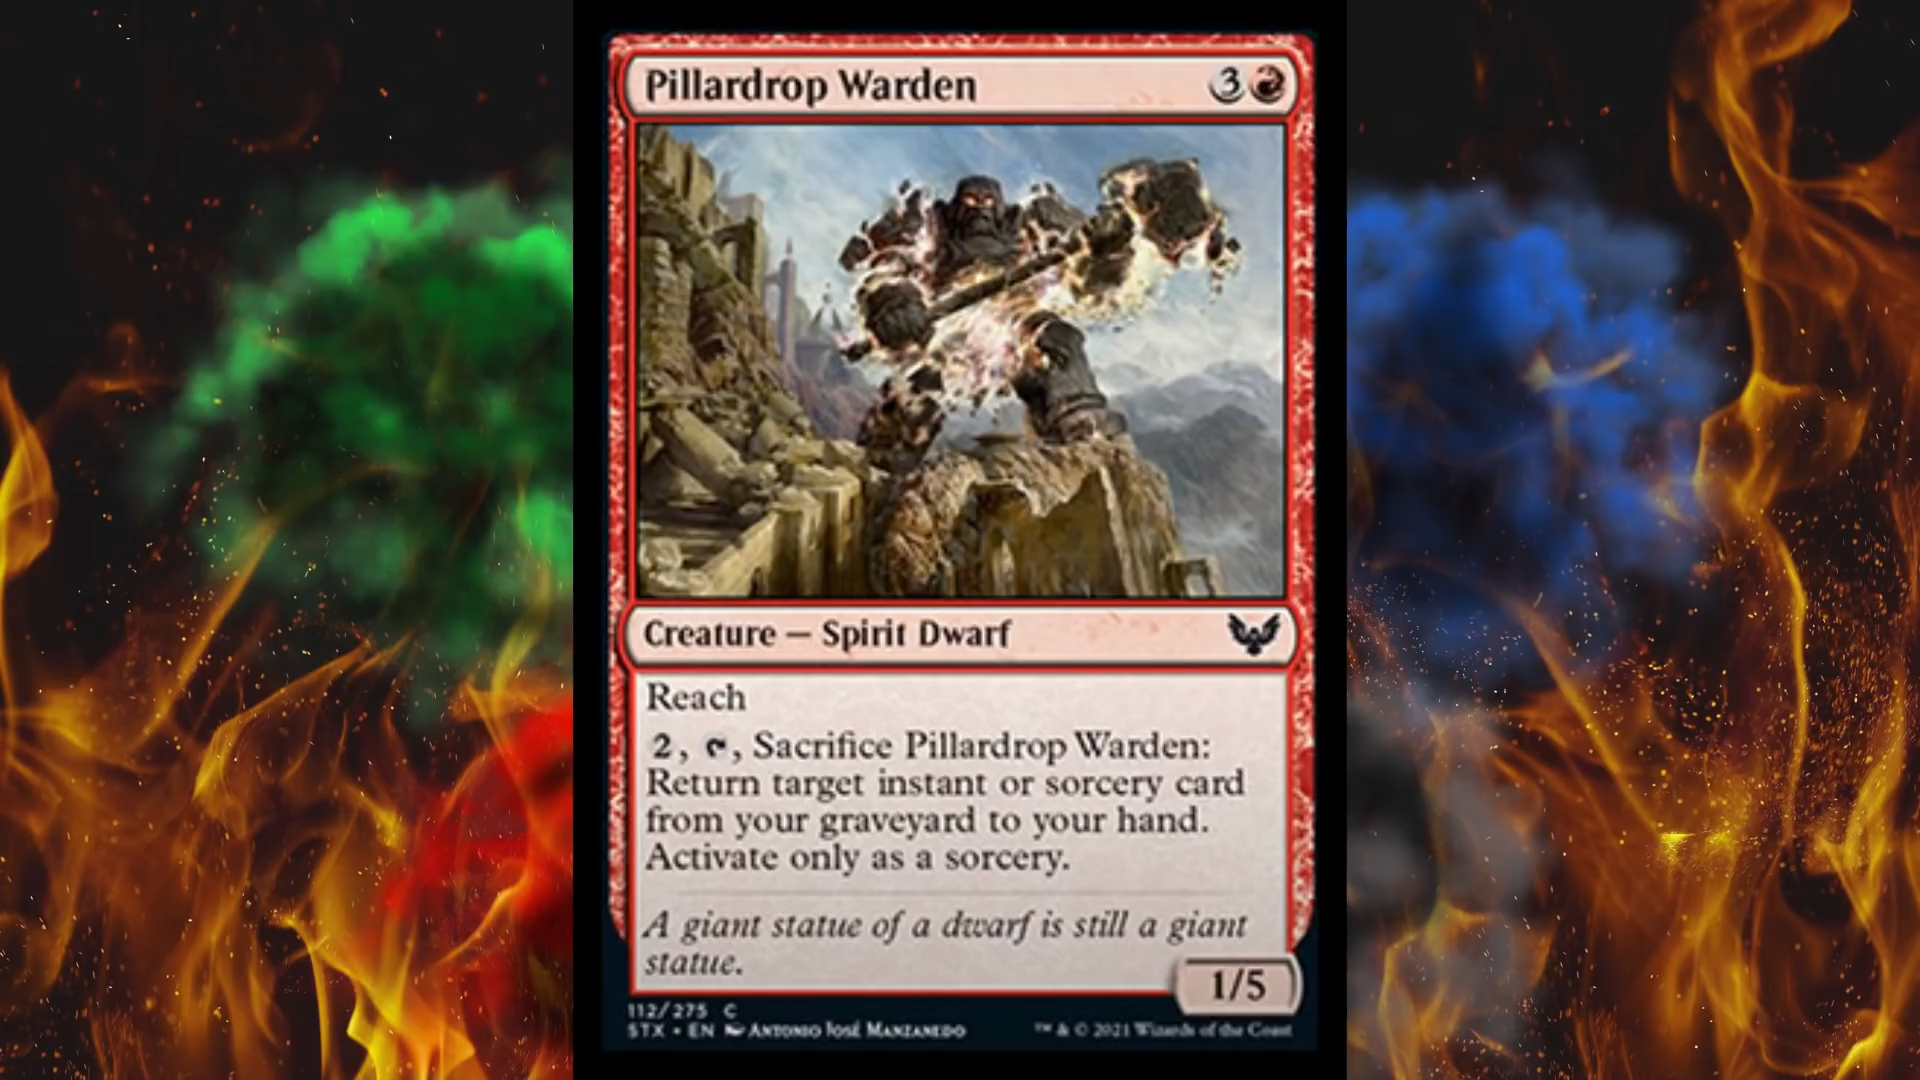 Pillardrop Warden 3
Creature — Spirit Dwarf
Reach
2, , Sacrifice Pillardrop Warden:
Return target instant or sorcery card
from your graveyard to your hand.
Activate only as a sorcery.
A giant statue of a dwarf is still a giant
statue.
1/5
112/275 C
STX • EN Antonio José Manzanedo
™ & © 2021 Wizards of the Coast